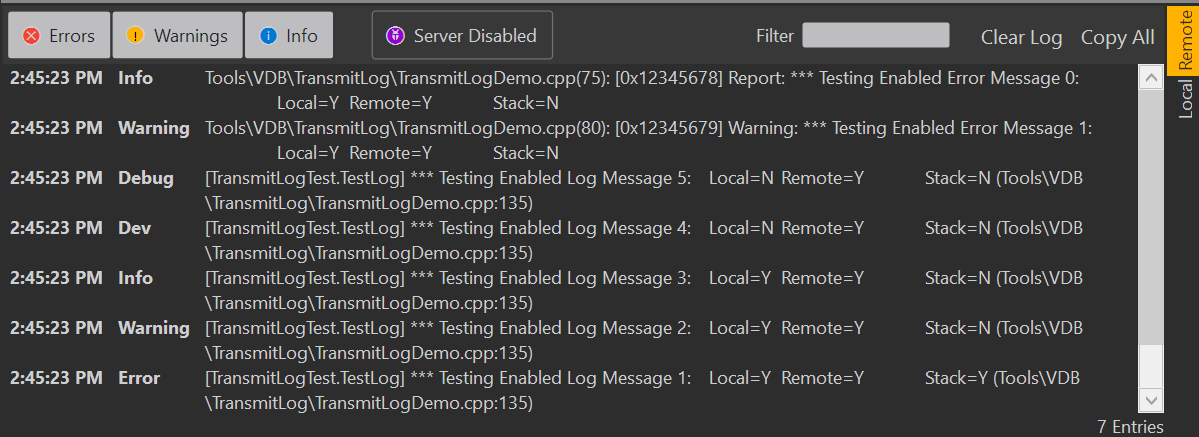 Errors Warnings Info Server Disabled Filter Clear Log Copy All
Remote
Local
2:45:23 PM Info Tools\VDB\TransmitLog\TransmitLogDemo.cpp(75): [0x12345678] Report: *** Testing Enabled Error Message 0:
Local=Y Remote=Y Stack=N
2:45:23 PM Warning Tools\VDB\TransmitLog\TransmitLogDemo.cpp(80): [0x12345679] Warning: *** Testing Enabled Error Message 1:
Local=Y Remote=Y Stack=N
2:45:23 PM Debug [TransmitLogTest.TestLog] *** Testing Enabled Log Message 5: Local=N Remote=Y Stack=N (Tools\VDB
\TransmitLog\TransmitLogDemo.cpp:135)
2:45:23 PM Dev [TransmitLogTest.TestLog] *** Testing Enabled Log Message 4: Local=N Remote=Y Stack=N (Tools\VDB
\TransmitLog\TransmitLogDemo.cpp:135)
2:45:23 PM Info [TransmitLogTest.TestLog] *** Testing Enabled Log Message 3: Local=Y Remote=Y Stack=N (Tools\VDB
\TransmitLog\TransmitLogDemo.cpp:135)
2:45:23 PM Warning [TransmitLogTest.TestLog] *** Testing Enabled Log Message 2: Local=Y Remote=Y Stack=N (Tools\VDB
\TransmitLog\TransmitLogDemo.cpp:135)
2:45:23 PM Error [TransmitLogTest.TestLog] *** Testing Enabled Log Message 1: Local=Y Remote=Y Stack=Y (Tools\VDB
\TransmitLog\TransmitLogDemo.cpp:135)
7 Entries